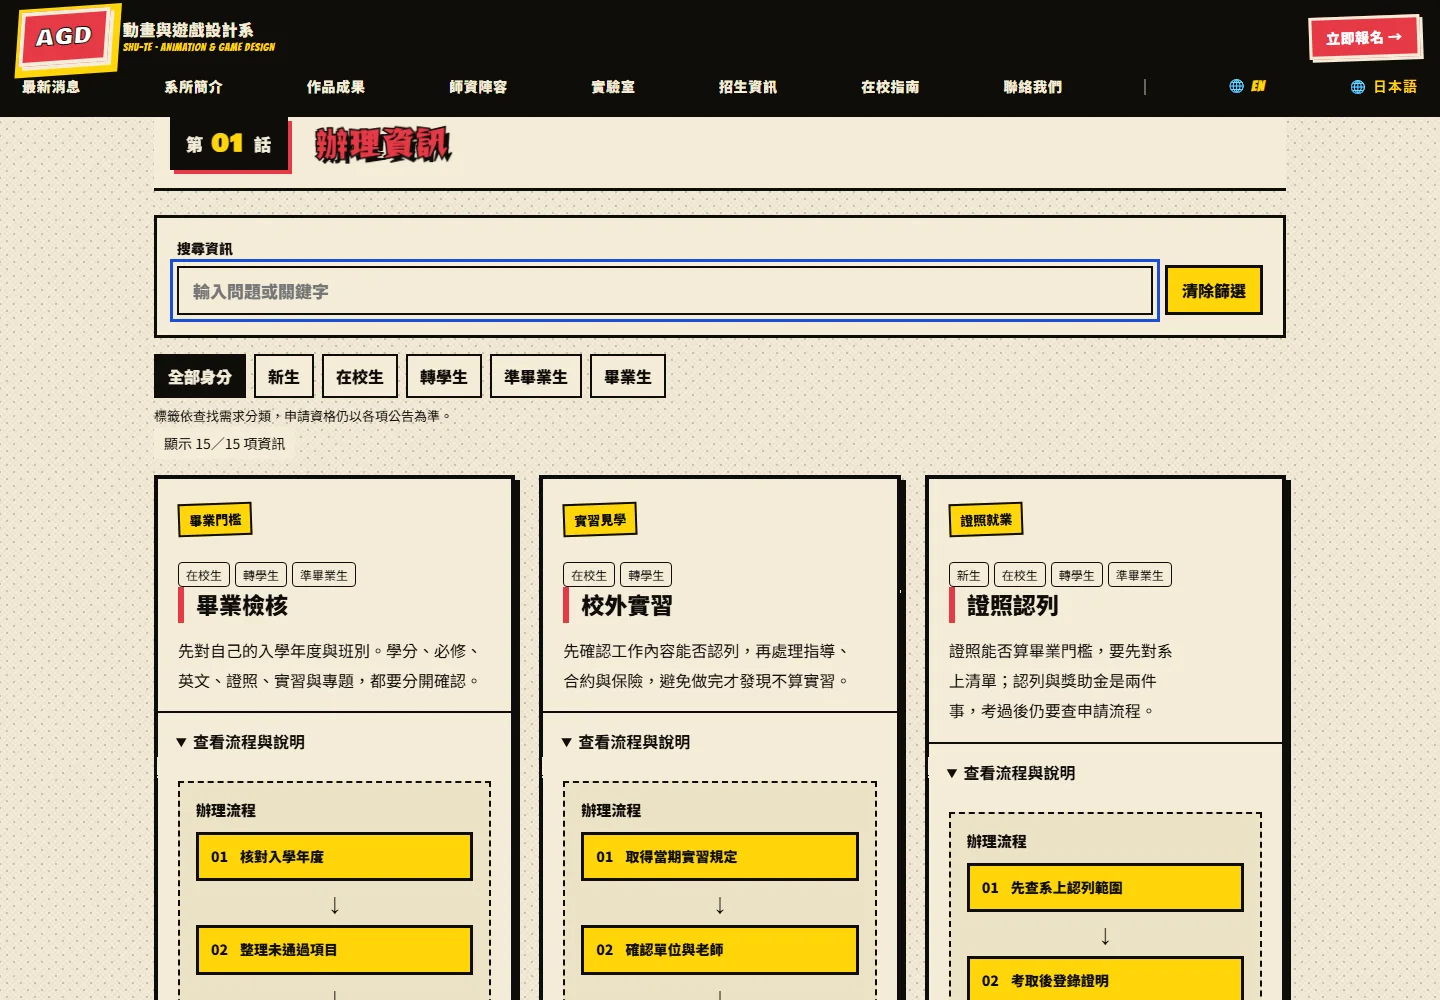 AGD
動畫與遊戲設計系
SHU-TE · ANIMATION & GAME DESIGN
立即報名 →
最新消息 系所簡介 作品成果 師資陣容 實驗室 招生資訊 在校指南 聯絡我們 | 🌐 EN 🌐 日本語
第 01 話 辦理資訊
搜尋資訊
輸入問題或關鍵字
清除篩選
全部身分 新生 在校生 轉學生 準畢業生 畢業生
標籤依查找需求分類，申請資格仍以各項公告為準。
顯示 15／15 項資訊
畢業門檻
在校生 轉學生 準畢業生
畢業檢核
先對自己的入學年度與班別。學分、必修、
英文、證照、實習與專題，都要分開確認。
▼ 查看流程與說明
辦理流程
01 核對入學年度
↓
02 整理未通過項目
實習見學
在校生 轉學生
校外實習
先確認工作內容能否認列，再處理指導、
合約與保險，避免做完才發現不算實習。
▼ 查看流程與說明
辦理流程
01 取得當期實習規定
↓
02 確認單位與老師
證照就業
新生 在校生 轉學生 準畢業生
證照認列
證照能否算畢業門檻，要先對系
上清單；認列與獎助金是兩件
事，考過後仍要查申請流程。
▼ 查看流程與說明
辦理流程
01 先查系上認列範圍
↓
02 考取後登錄證明